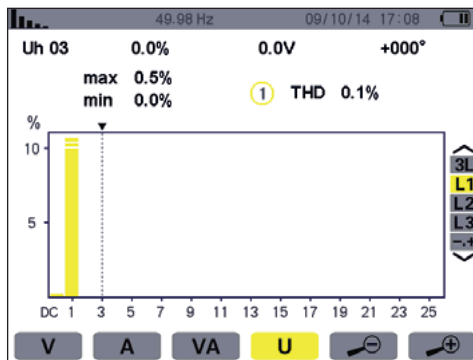 49.98 Hz 09/10/14 17:08
Uh 03 0.0% 0.0V +000°
max 0.5%
min 0.0%
1 THD 0.1%
%
10
5
DC 1 3 5 7 9 11 13 15 17 19 21 23 25
3L
L1
L2
L3
-.+
V A VA U